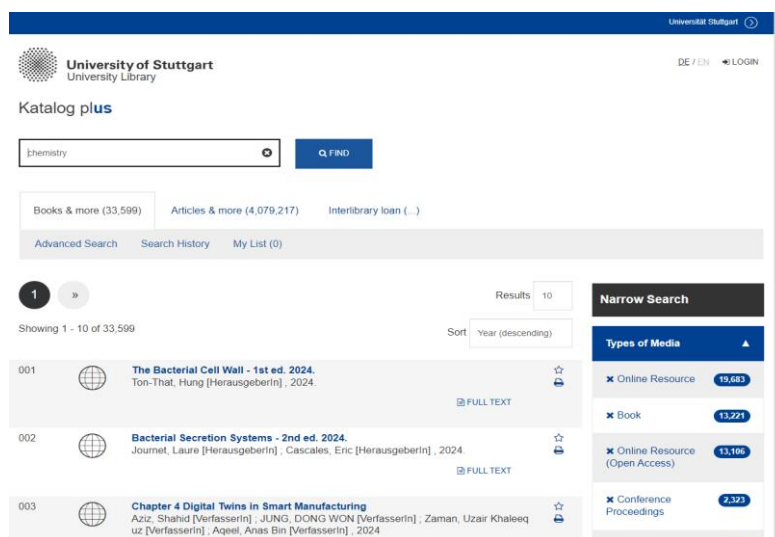 Universität Stuttgart
University of Stuttgart
University Library
DE / EN LOGIN
Katalog plus
chemistry
FIND
Books & more (33,599) Articles & more (4,079,217) Interlibrary loan (...)
Advanced Search Search History My List (0)
1 »
Results 10
Showing 1 - 10 of 33,599
Sort Year (descending)
001 The Bacterial Cell Wall - 1st ed. 2024.
Ton-That, Hung [HerausgeberIn] , 2024.
FULL TEXT
002 Bacterial Secretion Systems - 2nd ed. 2024.
Journet, Laure [HerausgeberIn] ; Cascales, Eric [HerausgeberIn] , 2024.
FULL TEXT
003 Chapter 4 Digital Twins in Smart Manufacturing
Aziz, Shahid [VerfasserIn] ; JUNG, DONG WON [VerfasserIn] ; Zaman, Uzair Khaleeq
uz [VerfasserIn] ; Aqeel, Anas Bin [VerfasserIn] , 2024
Narrow Search
Types of Media
Online Resource 19,683
Book 13,221
Online Resource 13,106
(Open Access)
Conference 2,323
Proceedings